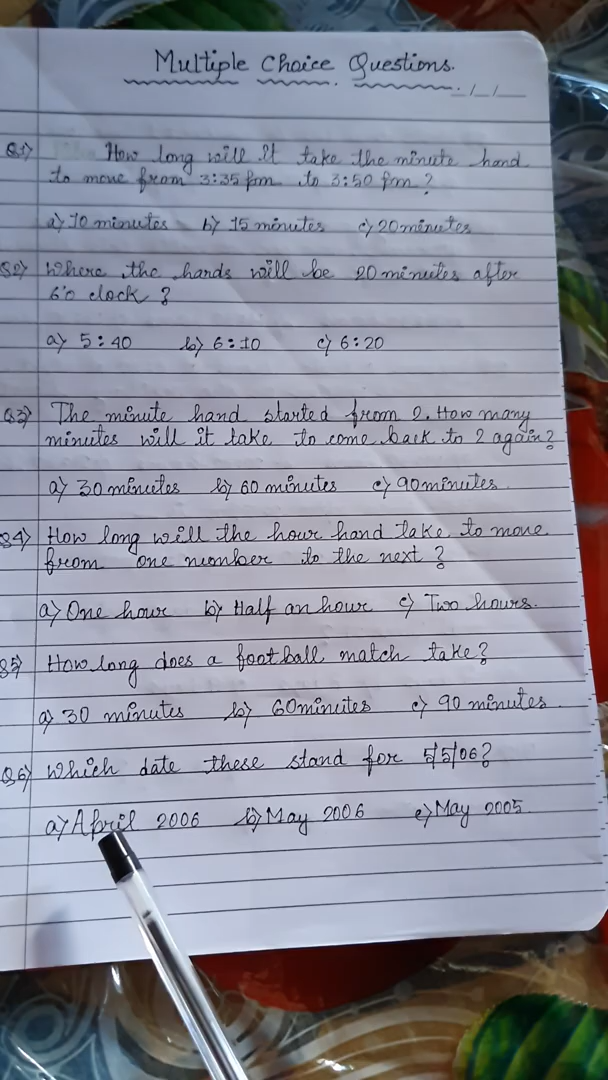 Multiple Choice Questions.
_/_/_
Q1) How long will it take the minute hand
to move from 3:35 pm to 3:50 pm?
a) 10 minutes b) 15 minutes c) 20 minutes
Q2) Where the hands will be 20 minutes after
6'o clock?
a) 5:40 b) 6:10 c) 6:20
Q3) The minute hand started from 2. How many
minutes will it take to come back to 2 again?
a) 30 minutes b) 60 minutes c) 90 minutes
Q4) How long will the hour hand take to move
from one number to the next?
a) One hour b) Half an hour c) Two hours.
Q5) How long does a football match take?
a) 30 minutes b) 60 minutes c) 90 minutes
Q6) Which date these stand for 5/5/06?
a) April 2006 b) May 2006 c) May 2005